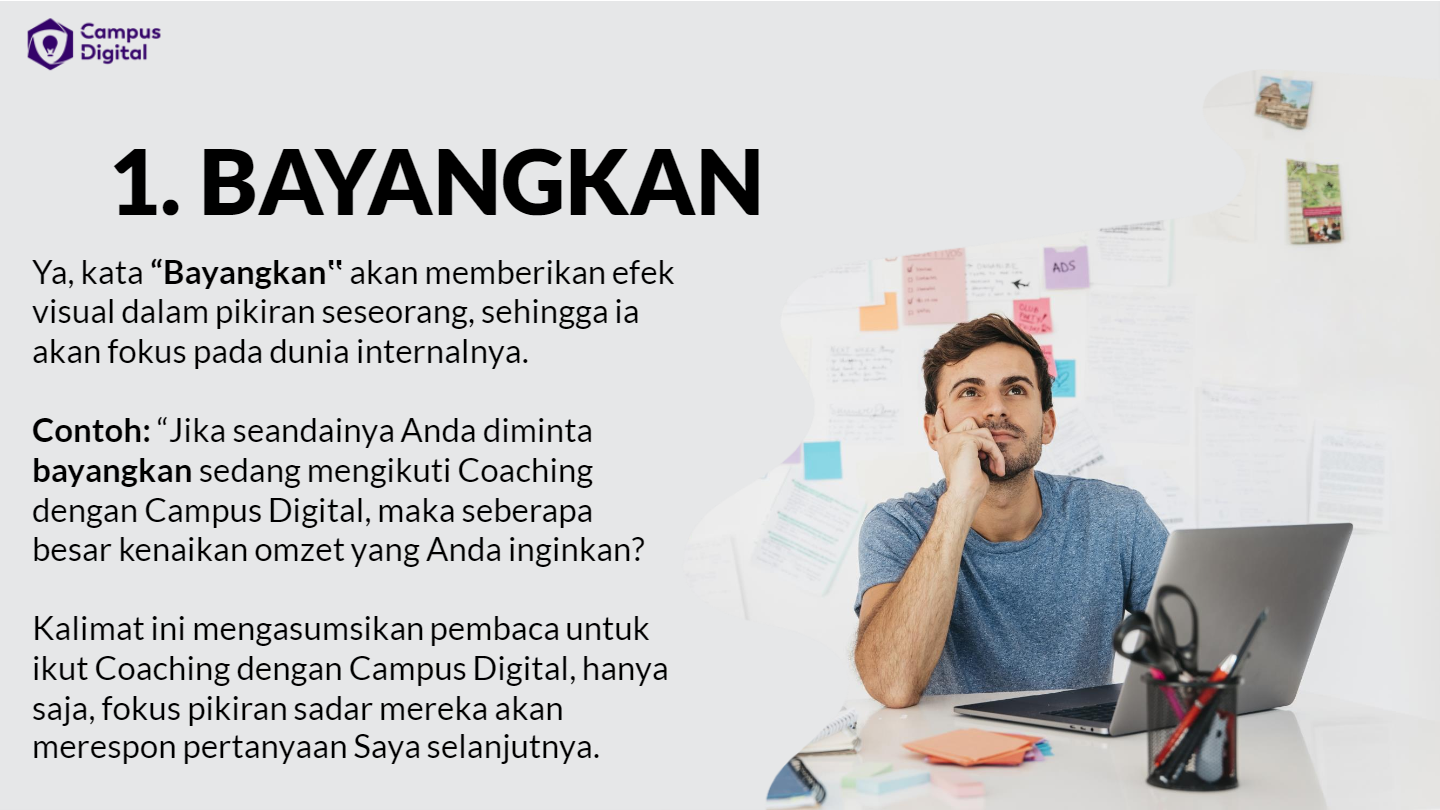 Campus
Digital
1. BAYANGKAN
Ya, kata “Bayangkan‟ akan memberikan efek
visual dalam pikiran seseorang, sehingga ia
akan fokus pada dunia internalnya.
Contoh: “Jika seandainya Anda diminta
bayangkan sedang mengikuti Coaching
dengan Campus Digital, maka seberapa
besar kenaikan omzet yang Anda inginkan?
Kalimat ini mengasumsikan pembaca untuk
ikut Coaching dengan Campus Digital, hanya
saja, fokus pikiran sadar mereka akan
merespon pertanyaan Saya selanjutnya.
ADS